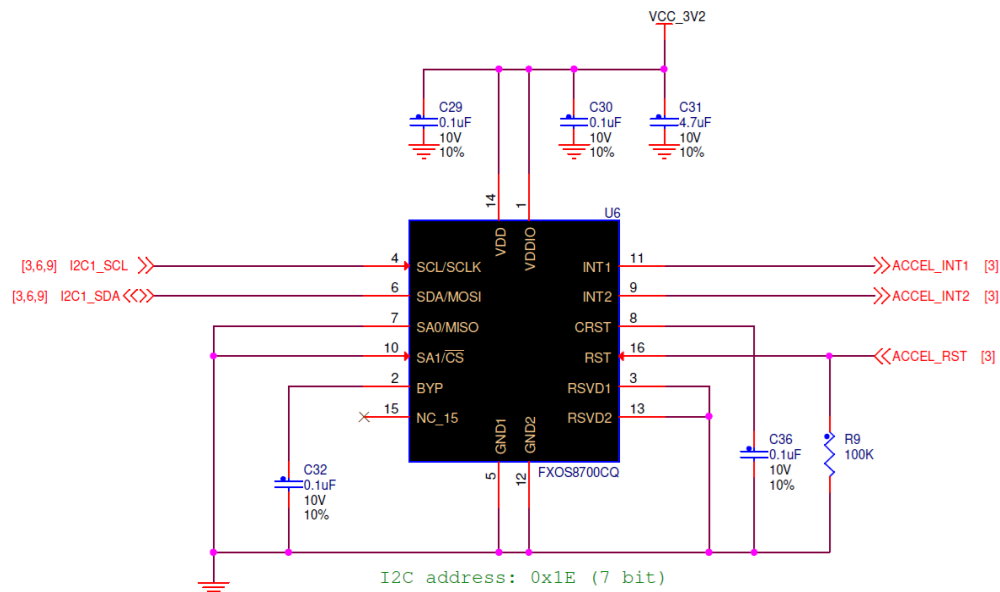 VCC_3V2
C29
0.1uF
10V
10%
C30
0.1uF
10V
10%
C31
4.7uF
10V
10%
U6
14
VDD
1
VDDIO
[3,6,9] I2C1_SCL
4
SCL/SCLK
[3,6,9] I2C1_SDA
6
SDA/MOSI
7
SA0/MISO
10
SA1/CS
2
BYP
15
NC_15
INT1
11
ACCEL_INT1 [3]
INT2
9
ACCEL_INT2 [3]
CRST
8
RST
16
ACCEL_RST [3]
RSVD1
3
RSVD2
13
GND1
5
GND2
12
FXOS8700CQ
C32
0.1uF
10V
10%
C36
0.1uF
10V
10%
R9
100K
I2C address: 0x1E (7 bit)